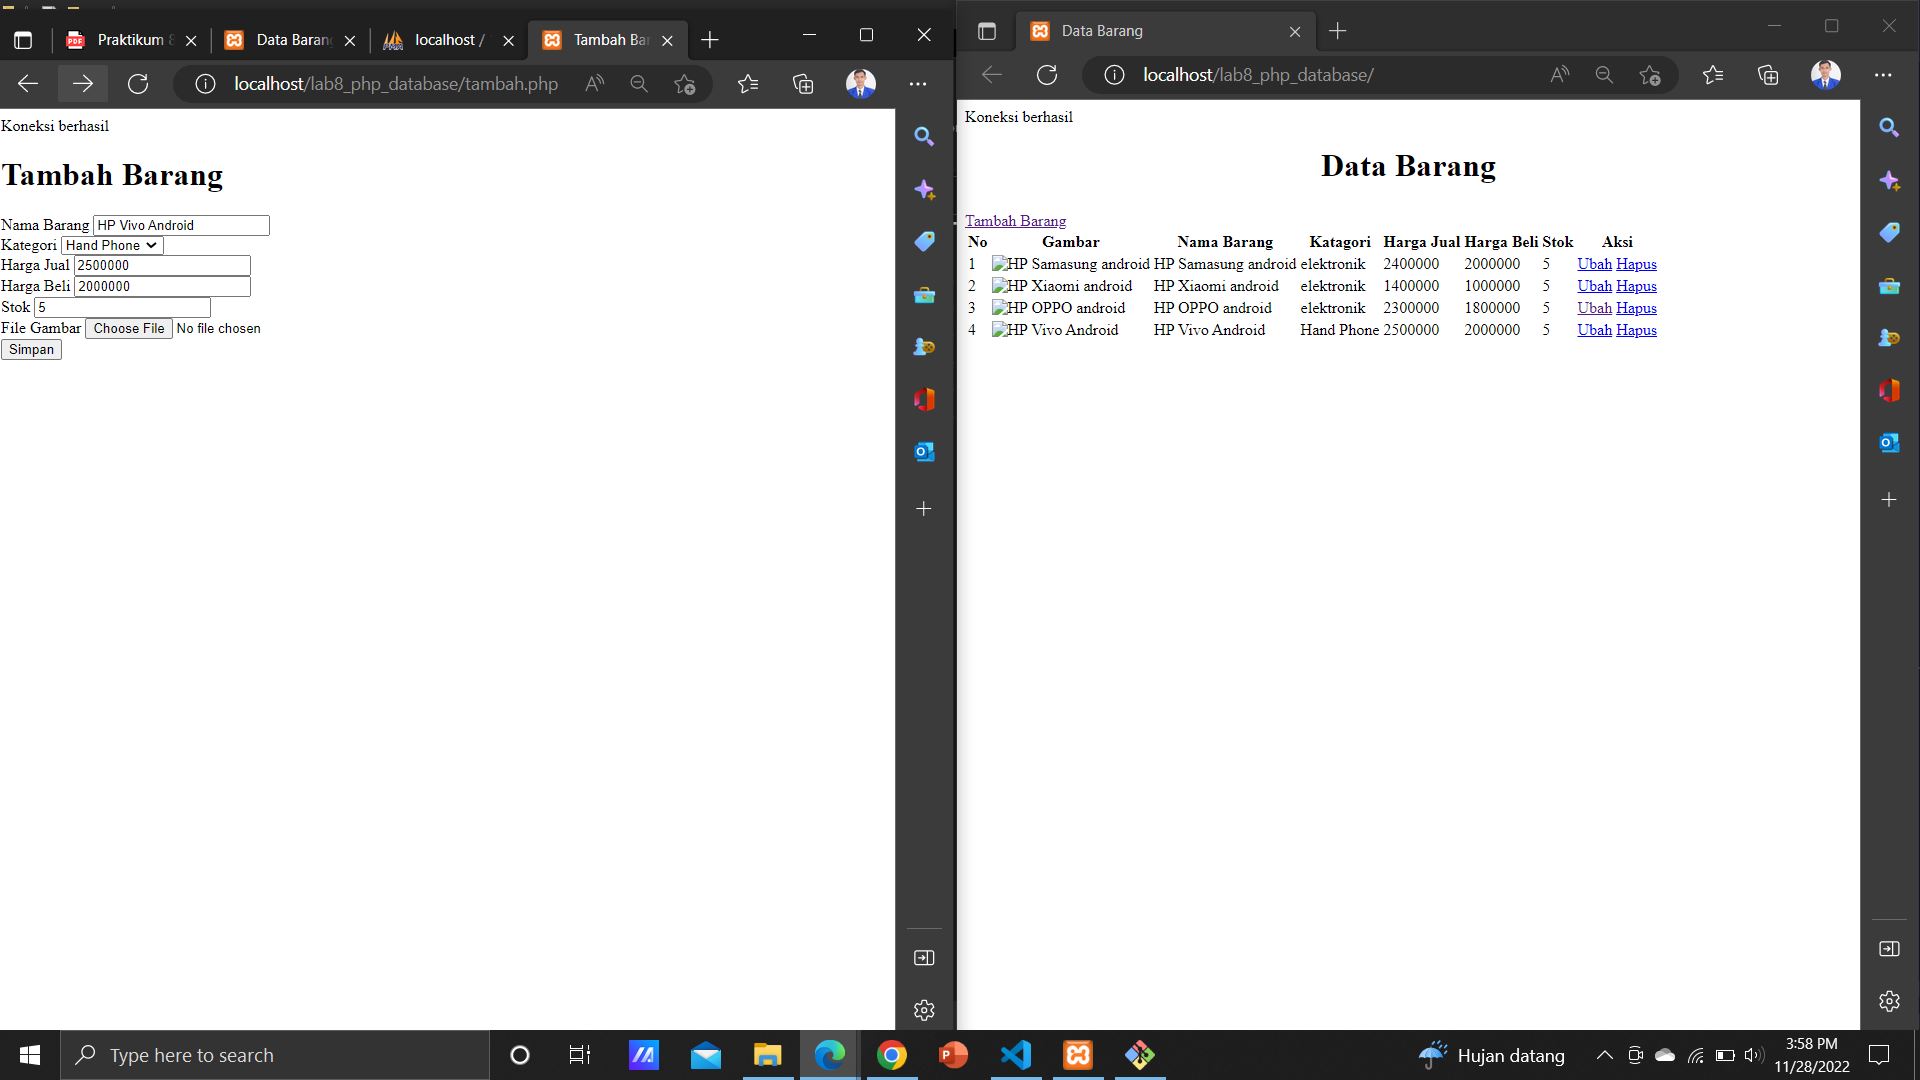 Praktikum 8
Data Barang
localhost /
Tambah Bar
localhost/lab8_php_database/tambah.php
Koneksi berhasil
Tambah Barang
Nama Barang HP Vivo Android
Kategori Hand Phone
Harga Jual 2500000
Harga Beli 2000000
Stok 5
File Gambar Choose File No file chosen
Simpan
Data Barang
localhost/lab8_php_database/
Koneksi berhasil
Data Barang
Tambah Barang
No Gambar Nama Barang Katagori Harga Jual Harga Beli Stok Aksi
1 HP Samasung android HP Samasung android elektronik 2400000 2000000 5 Ubah Hapus
2 HP Xiaomi android HP Xiaomi android elektronik 1400000 1000000 5 Ubah Hapus
3 HP OPPO android HP OPPO android elektronik 2300000 1800000 5 Ubah Hapus
4 HP Vivo Android HP Vivo Android Hand Phone 2500000 2000000 5 Ubah Hapus
Type here to search
Hujan datang
3:58 PM
11/28/2022